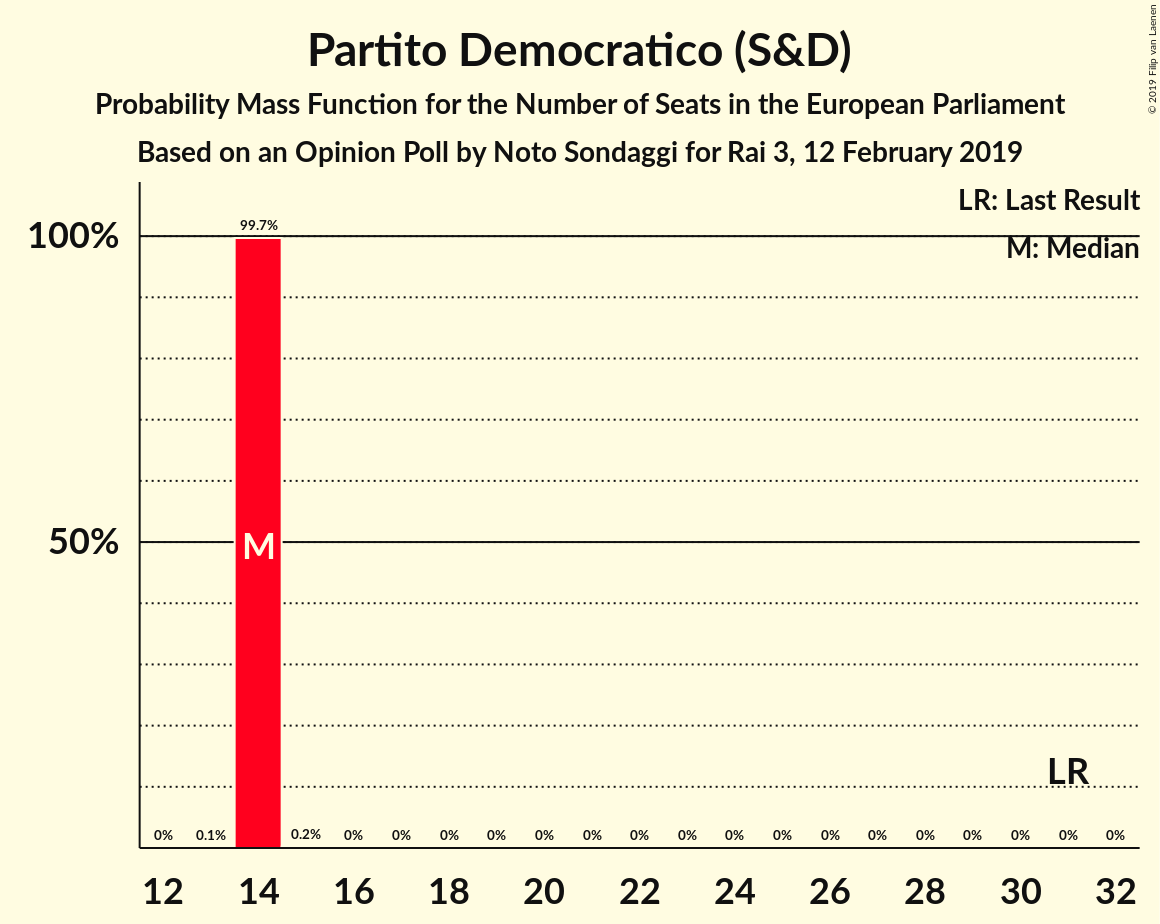 Partito Democratico (S&D)
Probability Mass Function for the Number of Seats in the European Parliament
Based on an Opinion Poll by Noto Sondaggi for Rai 3, 12 February 2019
© 2019 Filip van Laenen
LR: Last Result
M: Median
99.7%
100%
50%
M
LR
0% 0.1% 0.2% 0% 0% 0% 0% 0% 0% 0% 0% 0% 0% 0% 0% 0% 0% 0% 0% 0%
12 14 16 18 20 22 24 26 28 30 32